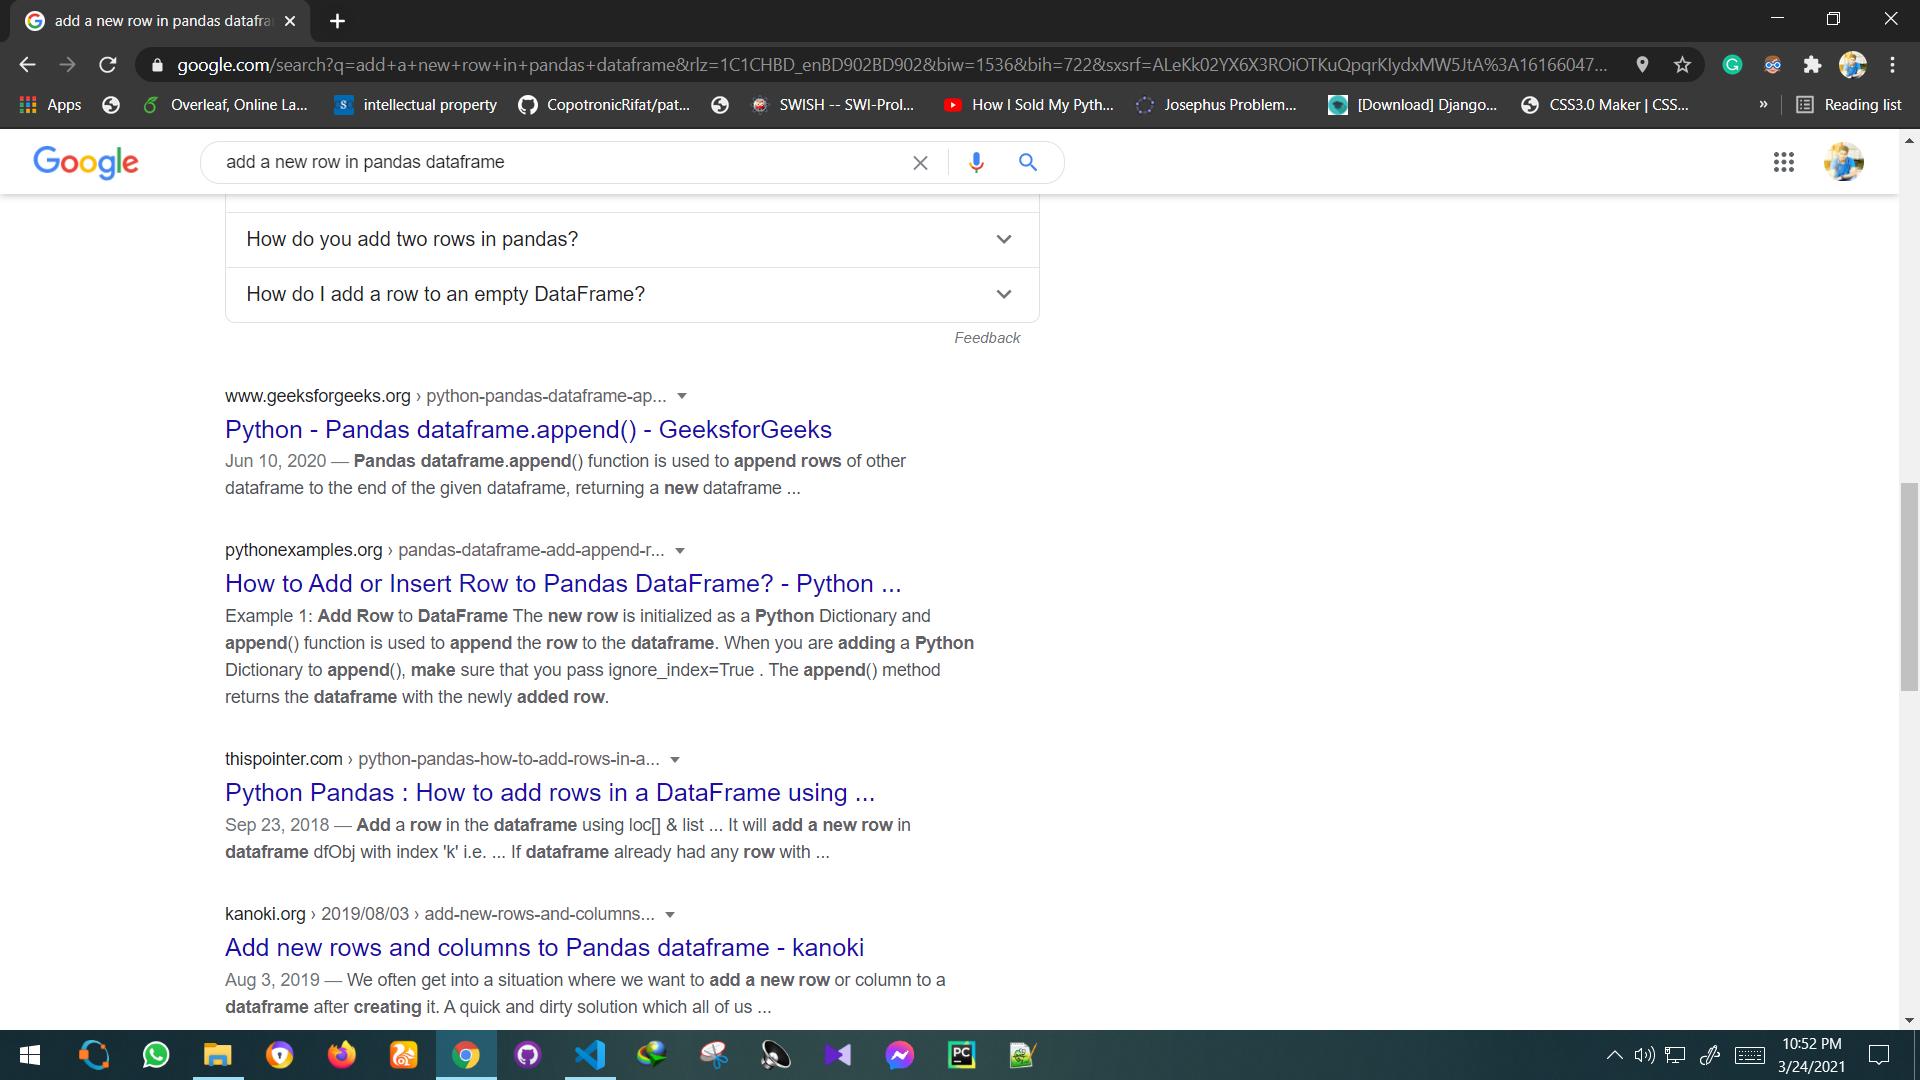 add a new row in pandas datafra
google.com/search?q=add+a+new+row+in+pandas+dataframe&rlz=1C1CHBD_enBD902BD902&biw=1536&bih=722&sxsrf=ALeKk02YX6X3ROiOTKuQpqrKIydxMW5JtA%3A16166047...
Apps Overleaf, Online La... intellectual property CopotronicRifat/pat... SWISH -- SWI-Prol... How I Sold My Pyth... Josephus Problem... [Download] Django... CSS3.0 Maker | CSS... » Reading list
Google add a new row in pandas dataframe
How do you add two rows in pandas?
How do I add a row to an empty DataFrame?
Feedback
www.geeksforgeeks.org › python-pandas-dataframe-ap...
Python - Pandas dataframe.append() - GeeksforGeeks
Jun 10, 2020 — Pandas dataframe.append() function is used to append rows of other
dataframe to the end of the given dataframe, returning a new dataframe ...
pythonexamples.org › pandas-dataframe-add-append-r...
How to Add or Insert Row to Pandas DataFrame? - Python ...
Example 1: Add Row to DataFrame The new row is initialized as a Python Dictionary and
append() function is used to append the row to the dataframe. When you are adding a Python
Dictionary to append(), make sure that you pass ignore_index=True . The append() method
returns the dataframe with the newly added row.
thispointer.com › python-pandas-how-to-add-rows-in-a...
Python Pandas : How to add rows in a DataFrame using ...
Sep 23, 2018 — Add a row in the dataframe using loc[] & list ... It will add a new row in
dataframe dfObj with index 'k' i.e. ... If dataframe already had any row with ...
kanoki.org › 2019/08/03 › add-new-rows-and-columns...
Add new rows and columns to Pandas dataframe - kanoki
Aug 3, 2019 — We often get into a situation where we want to add a new row or column to a
dataframe after creating it. A quick and dirty solution which all of us ...
PC
10:52 PM
3/24/2021